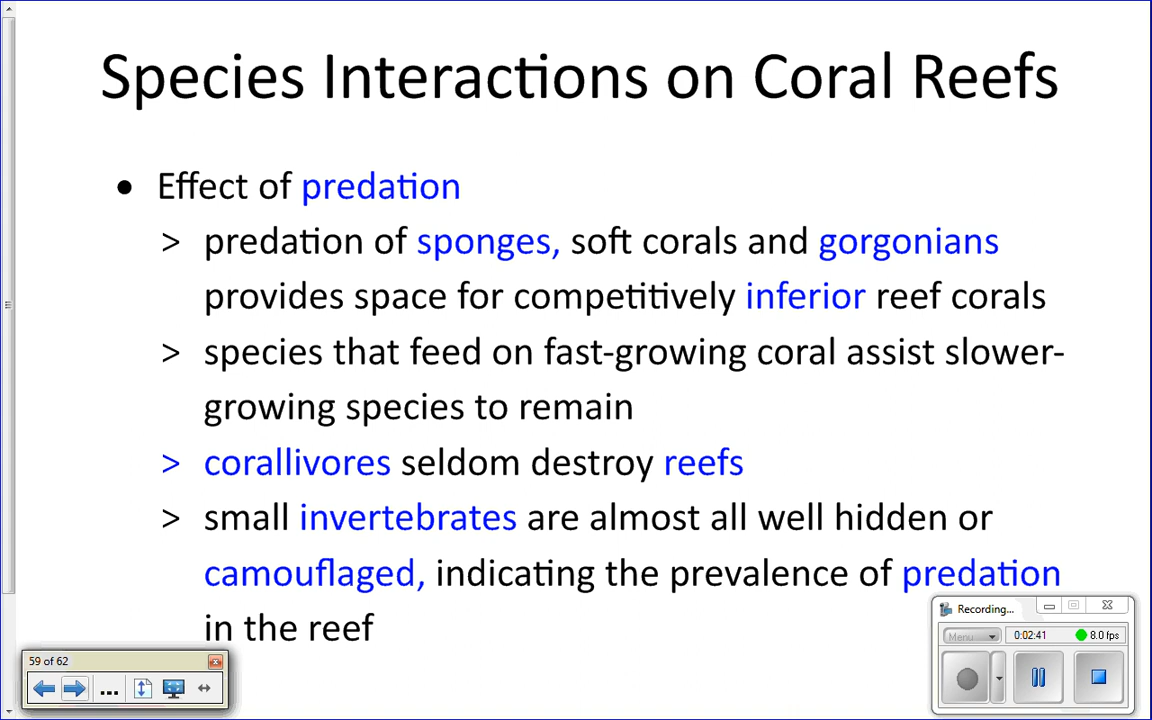 Species Interactions on Coral Reefs
• Effect of predation
> predation of sponges, soft corals and gorgonians
provides space for competitively inferior reef corals
> species that feed on fast-growing coral assist slower-
growing species to remain
> corallivores seldom destroy reefs
> small invertebrates are almost all well hidden or
camouflaged, indicating the prevalence of predation
in the reef
Recording...
Menu
0:02:41
8.0 fps
59 of 62
...